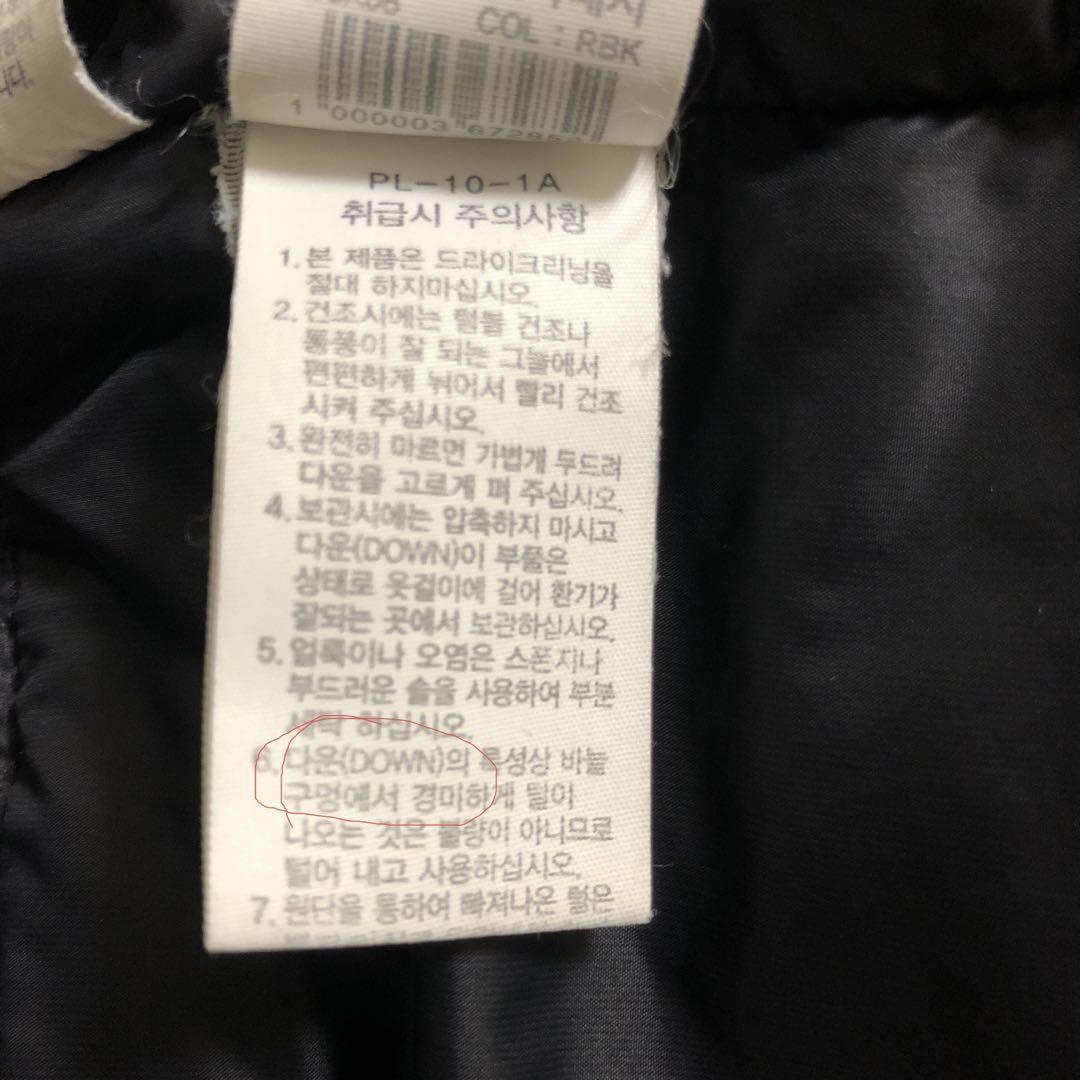 COL : RBK
1 000003 6729
PL-10-1A
취급시 주의사항
1. 본 제품은 드라이크리닝을
절대 하지마십시오.
2. 건조시에는 텀블 건조나
통풍이 잘 되는 그늘에서
편편하게 뉘어서 빨리 건조
시켜 주십시오.
3. 완전히 마르면 가볍게 두드려
다운을 고르게 펴 주십시오.
4. 보관시에는 압축하지 마시고
다운(DOWN)이 부풀은
상태로 옷걸이에 걸어 환기가
잘되는 곳에서 보관하십시오.
5. 얼룩이나 오염은 스폰지나
부드러운 솔을 사용하여 부분
세탁 하십시오.
6. 다운(DOWN)의 특성상 바늘
구멍에서 경미하게 털이
나오는 것은 불량이 아니므로
털어 내고 사용하십시오.
7. 원단을 통하여 빠져나온 털은